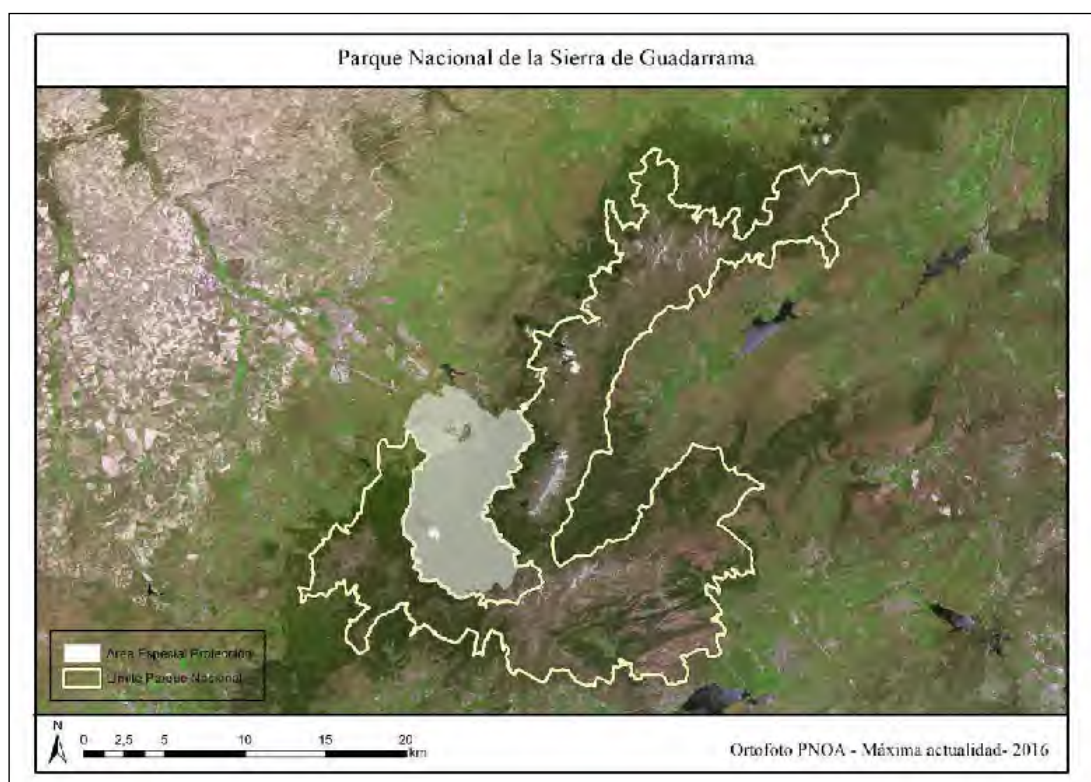 Parque Nacional de la Sierra de Guadarrama
Área Especial Protección
Límite Parque Nacional
N
0 2,5 5 10 15 20
km
Ortofoto PNOA - Máxima actualidad- 2016